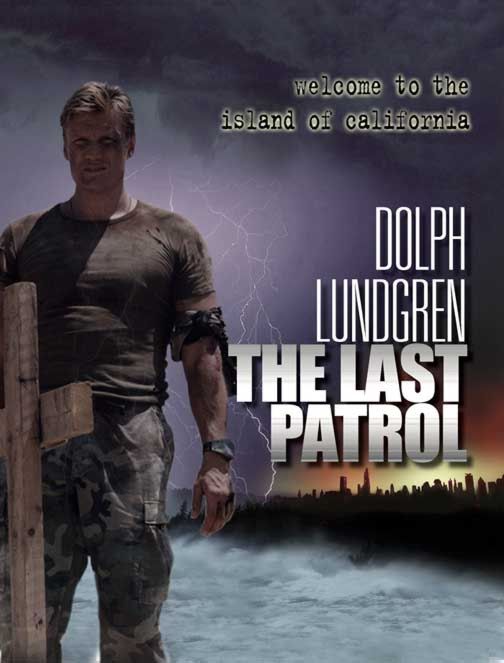 welcome to the
island of california
DOLPH
LUNDGREN
THE LAST
PATROL